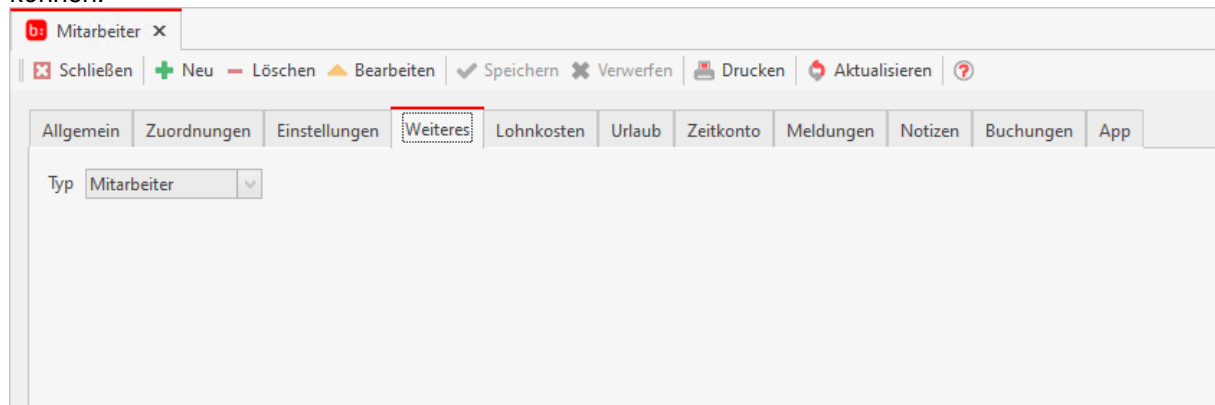 können.
b: Mitarbeiter
Schließen Neu Löschen Bearbeiten Speichern Verwerfen Drucken Aktualisieren ?
Allgemein Zuordnungen Einstellungen Weiteres Lohnkosten Urlaub Zeitkonto Meldungen Notizen Buchungen App
Typ Mitarbeiter